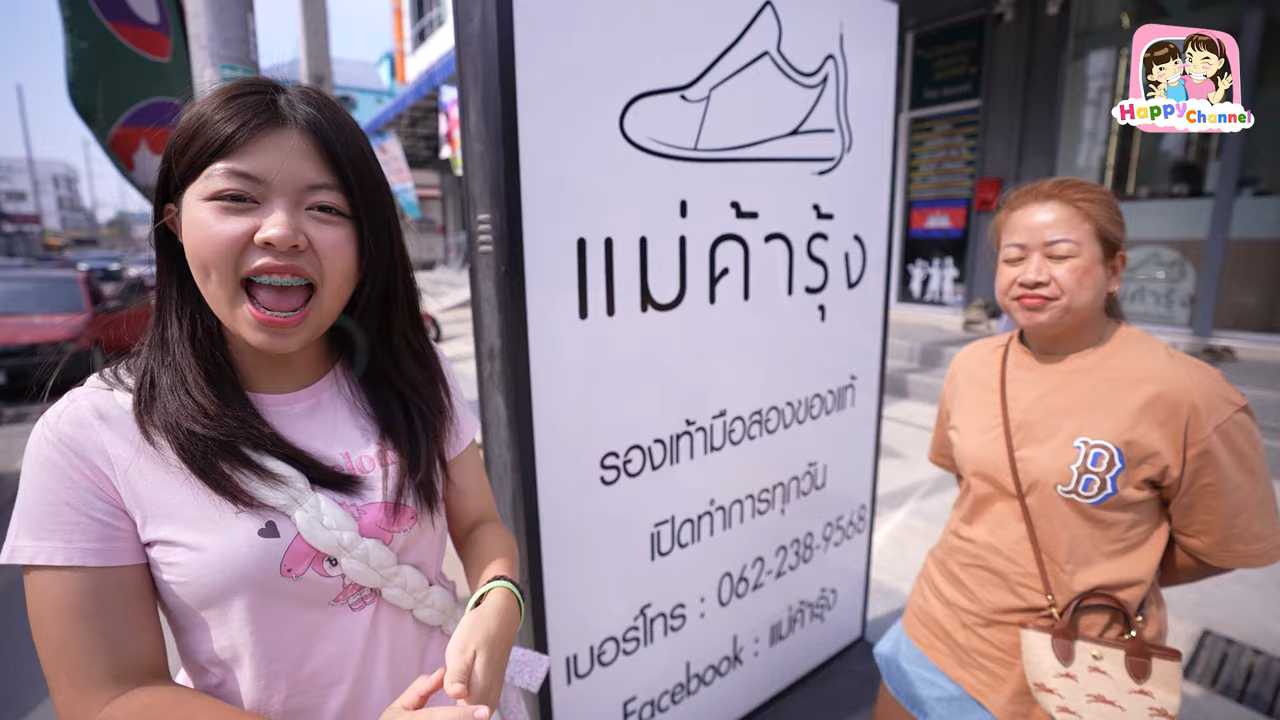 Happy Channel
แม่ค้ารุ้ง
รองเท้ามือสองของแท้
เปิดทำการทุกวัน
เบอร์โทร : 062-238-9568
Facebook : แม่ค้ารุ้ง
B